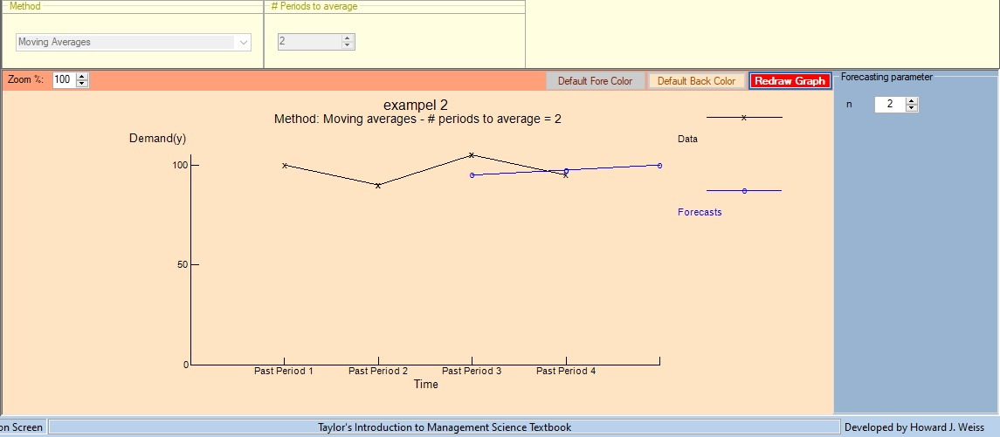 Method
# Periods to average
Moving Averages
2
Zoom %: 100
Default Fore Color
Default Back Color
Redraw Graph
Forecasting parameter
n 2
exampel 2
Method: Moving averages - # periods to average = 2
Demand(y)
100
50
0
Past Period 1 Past Period 2 Past Period 3 Past Period 4
Time
Data
Forecasts
on Screen
Taylor's Introduction to Management Science Textbook
Developed by Howard J. Weiss